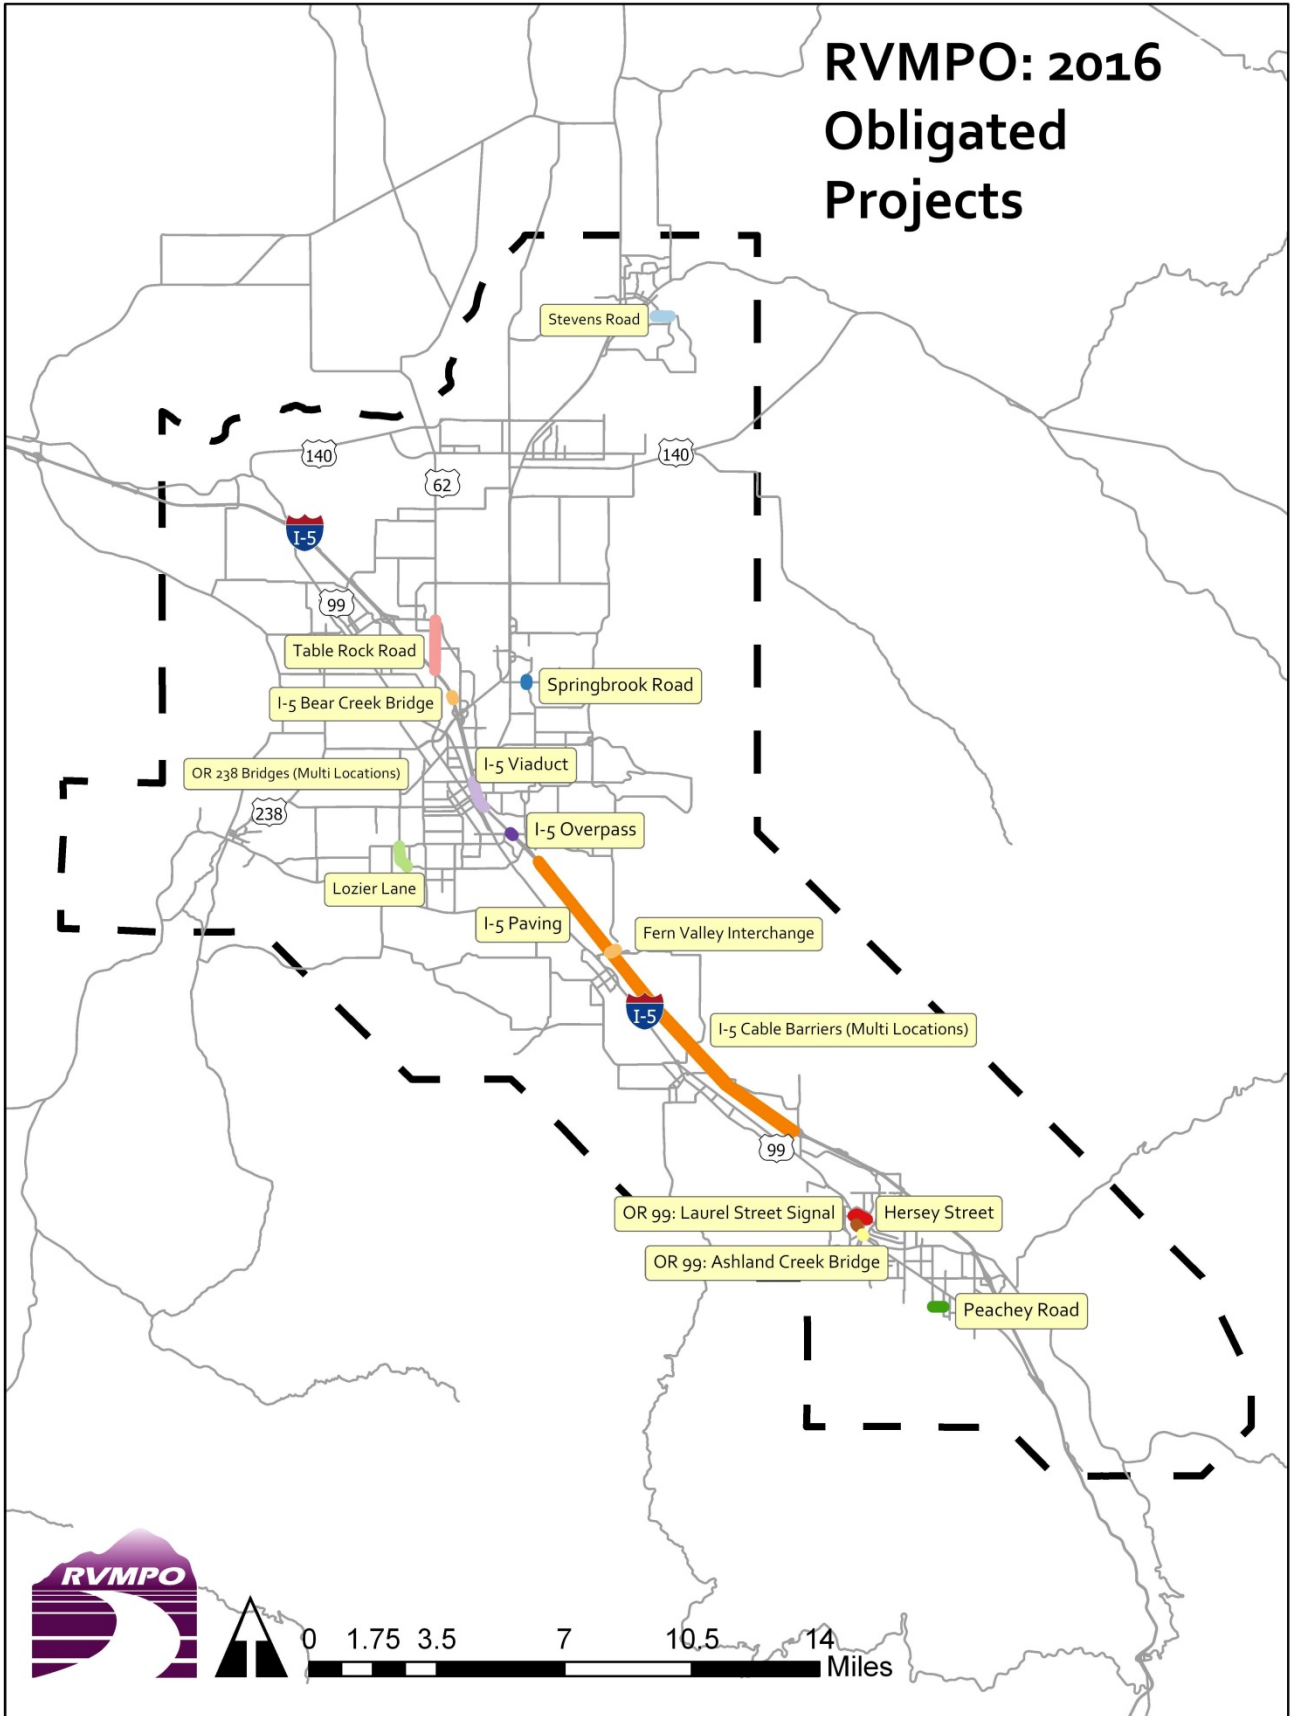 RVMPO: 2016
Obligated
Projects
Stevens Road
140
140
62
I-5
99
Table Rock Road
Springbrook Road
I-5 Bear Creek Bridge
I-5 Viaduct
OR 238 Bridges (Multi Locations)
238
I-5 Overpass
Lozier Lane
I-5 Paving
Fern Valley Interchange
I-5
I-5 Cable Barriers (Multi Locations)
99
OR 99: Laurel Street Signal
Hersey Street
OR 99: Ashland Creek Bridge
Peachey Road
RVMPO
0 1.75 3.5 7 10.5 14
Miles